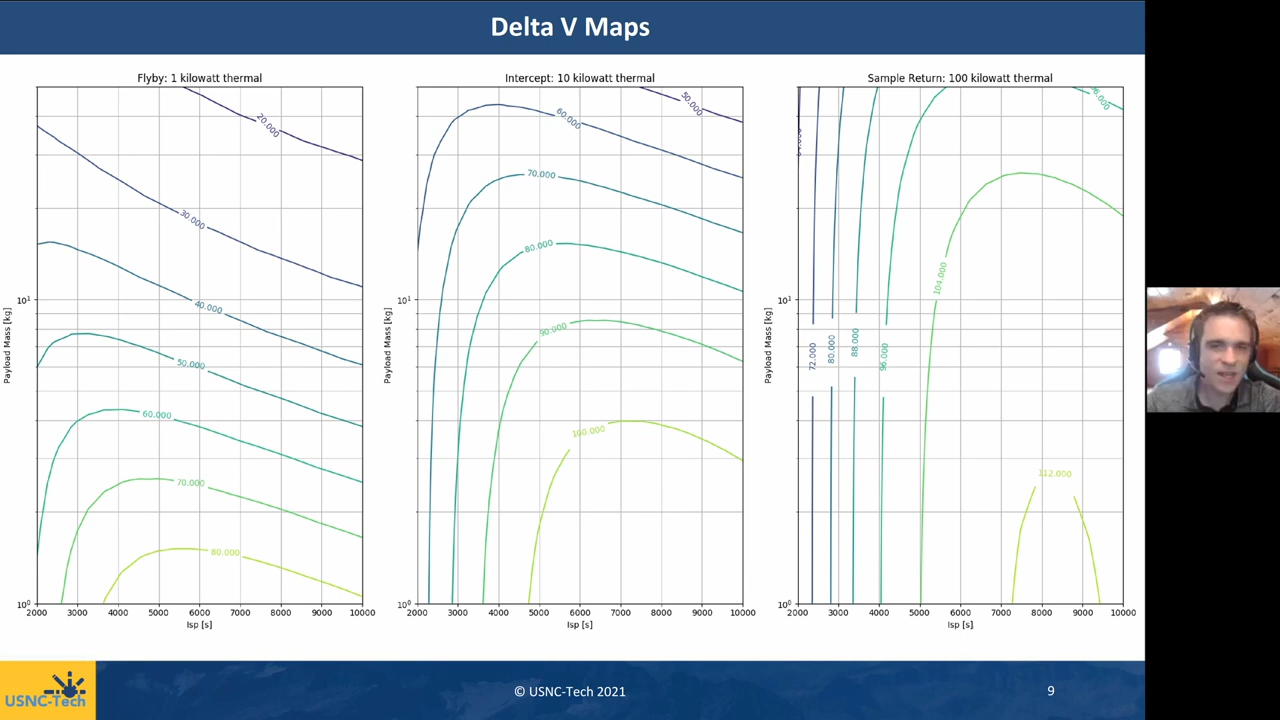 Delta V Maps
Flyby: 1 kilowatt thermal
20.000
30.000
40.000
50.000
60.000
70.000
80.000
10¹
10⁰
Payload Mass [kg]
2000 3000 4000 5000 6000 7000 8000 9000 10000
Isp [s]
Intercept: 10 kilowatt thermal
50.000
60.000
70.000
80.000
90.000
100.000
10¹
10⁰
Payload Mass [kg]
2000 3000 4000 5000 6000 7000 8000 9000 10000
Isp [s]
Sample Return: 100 kilowatt thermal
96.000
104.000
72.000
80.000
88.000
96.000
112.000
10¹
10⁰
Payload Mass [kg]
2000 3000 4000 5000 6000 7000 8000 9000 10000
Isp [s]
USNC-Tech
© USNC-Tech 2021
9